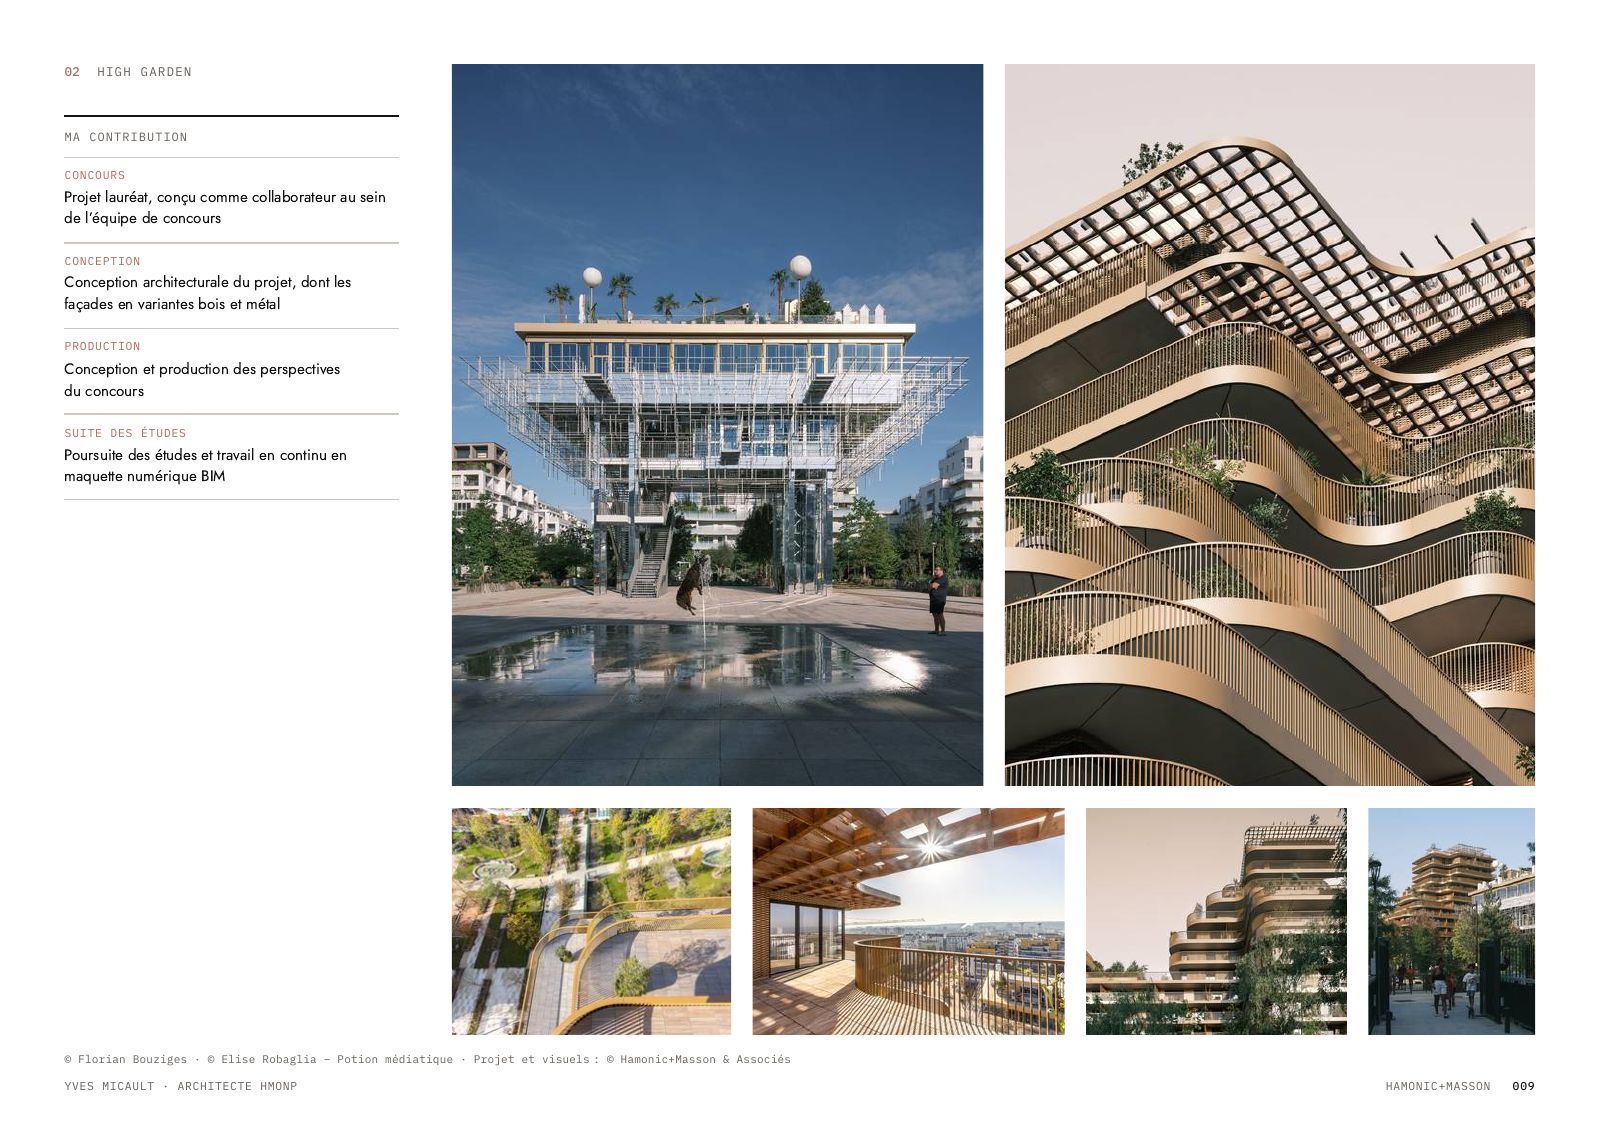 02 HIGH GARDEN
MA CONTRIBUTION
CONCOURS
Projet lauréat, conçu comme collaborateur au sein
de l’équipe de concours
CONCEPTION
Conception architecturale du projet, dont les
façades en variantes bois et métal
PRODUCTION
Conception et production des perspectives
du concours
SUITE DES ÉTUDES
Poursuite des études et travail en continu en
maquette numérique BIM
© Florian Bouziges · © Elise Robaglia – Potion médiatique · Projet et visuels : © Hamonic+Masson & Associés
YVES MICAULT · ARCHITECTE HMONP
HAMONIC+MASSON 009